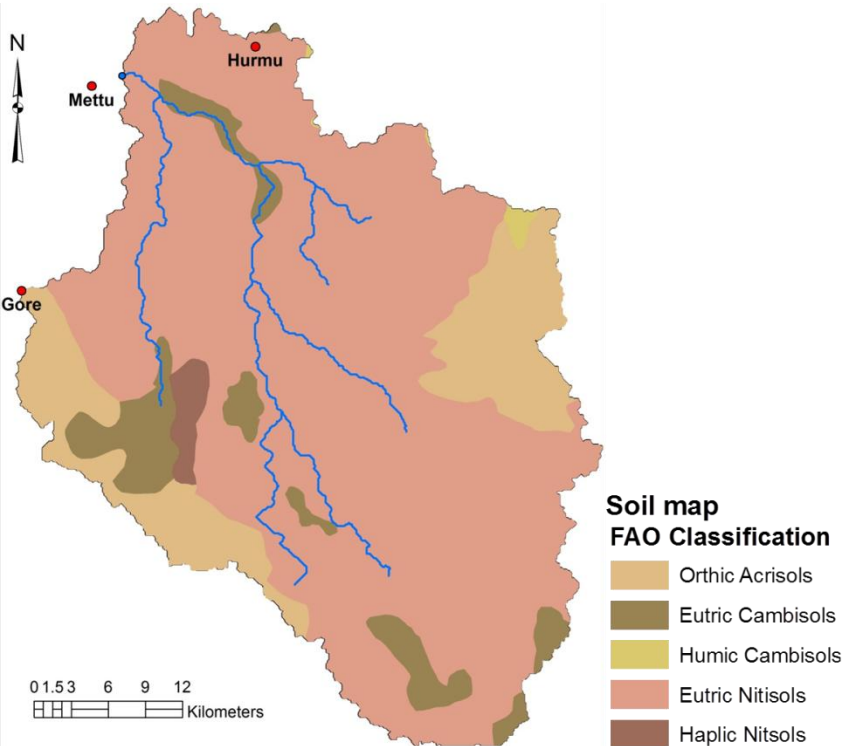 N
Hurmu
Mettu
Gore
Soil map
FAO Classification
Orthic Acrisols
Eutric Cambisols
Humic Cambisols
Eutric Nitisols
Haplic Nitsols
0 1.5 3 6 9 12
Kilometers